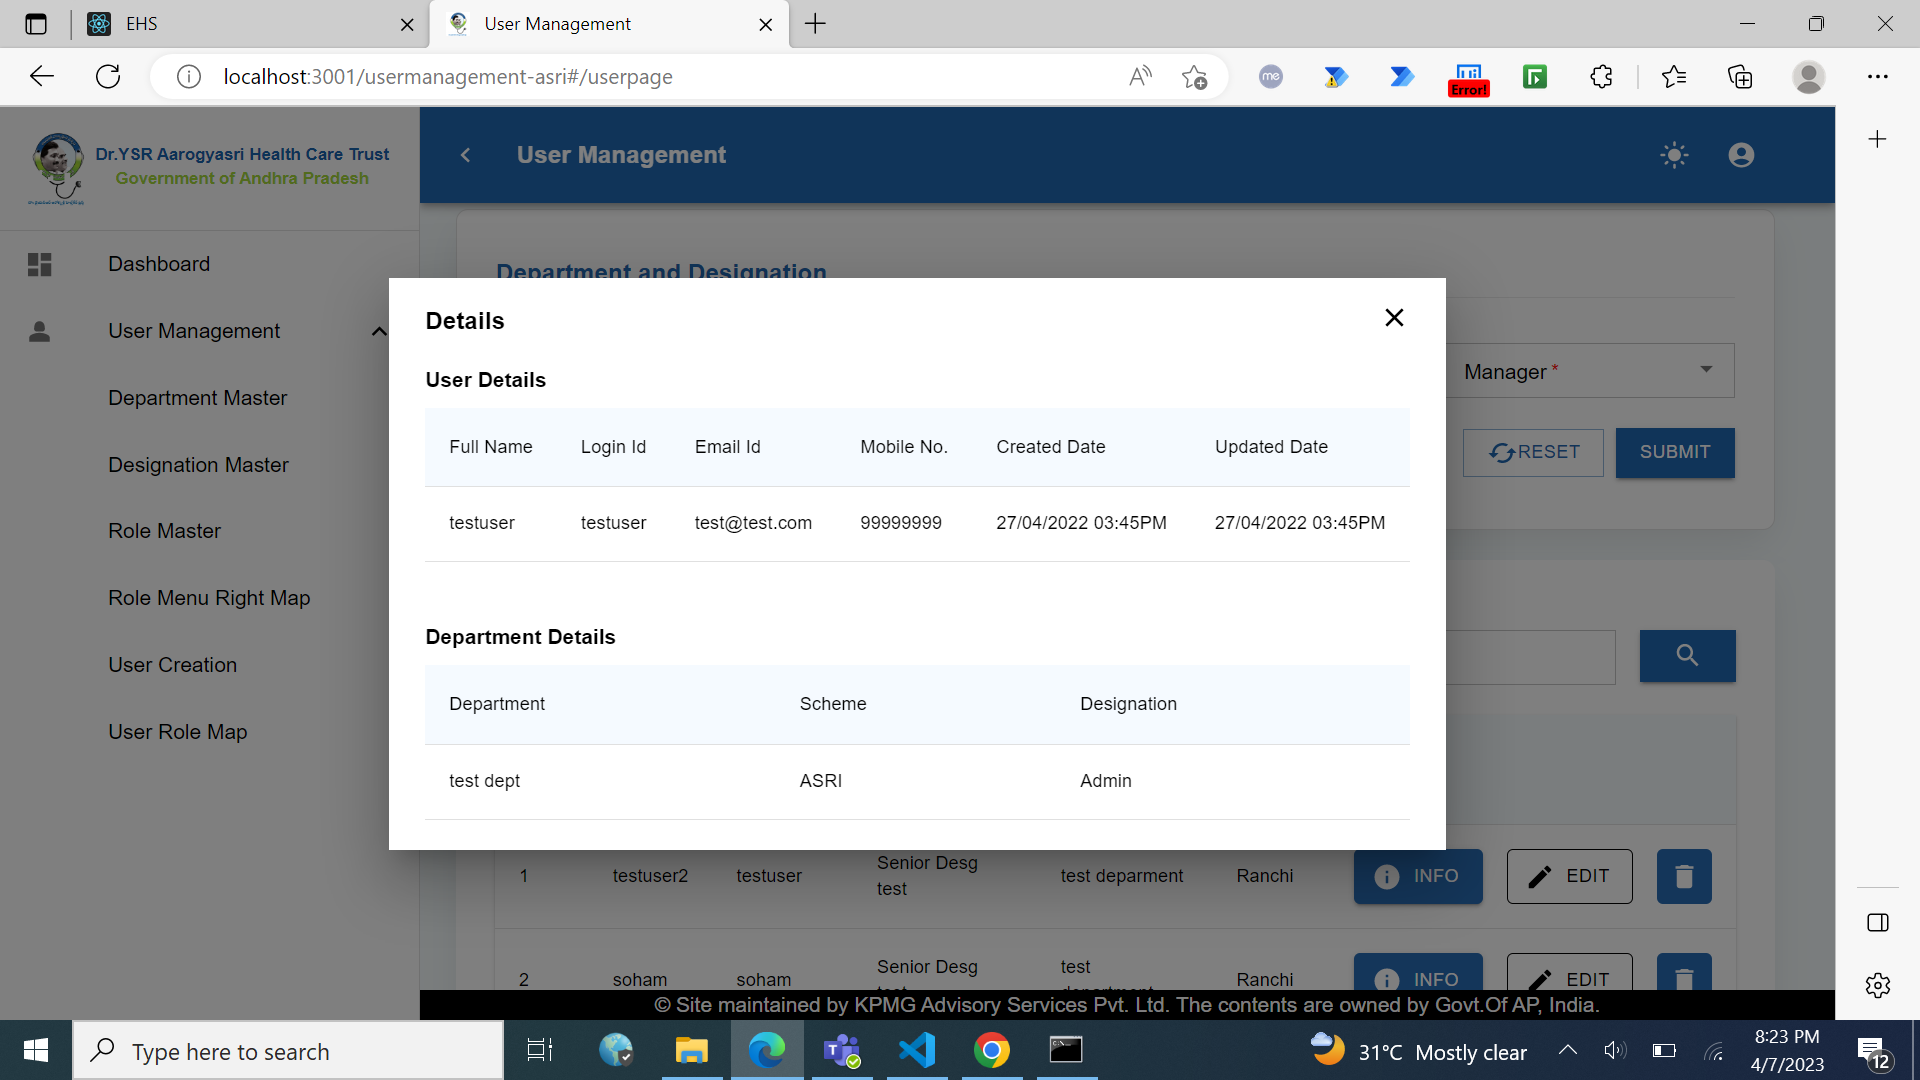 EHS
User Management
localhost:3001/usermanagement-asri#/userpage
me
Error!
Dr.YSR Aarogyasri Health Care Trust
Government of Andhra Pradesh
User Management
Dashboard
User Management
Department Master
Designation Master
Role Master
Role Menu Right Map
User Creation
User Role Map
Department and Designation
Manager *
RESET
SUBMIT
Details
User Details
Full Name Login Id Email Id Mobile No. Created Date Updated Date
testuser testuser test@test.com 99999999 27/04/2022 03:45PM 27/04/2022 03:45PM
Department Details
Department Scheme Designation
test dept ASRI Admin
1 testuser2 testuser Senior Desg test test deparment Ranchi INFO EDIT
2 soham soham Senior Desg test Ranchi INFO EDIT
© Site maintained by KPMG Advisory Services Pvt. Ltd. The contents are owned by Govt.Of AP, India.
Type here to search
31°C Mostly clear
8:23 PM
4/7/2023
12